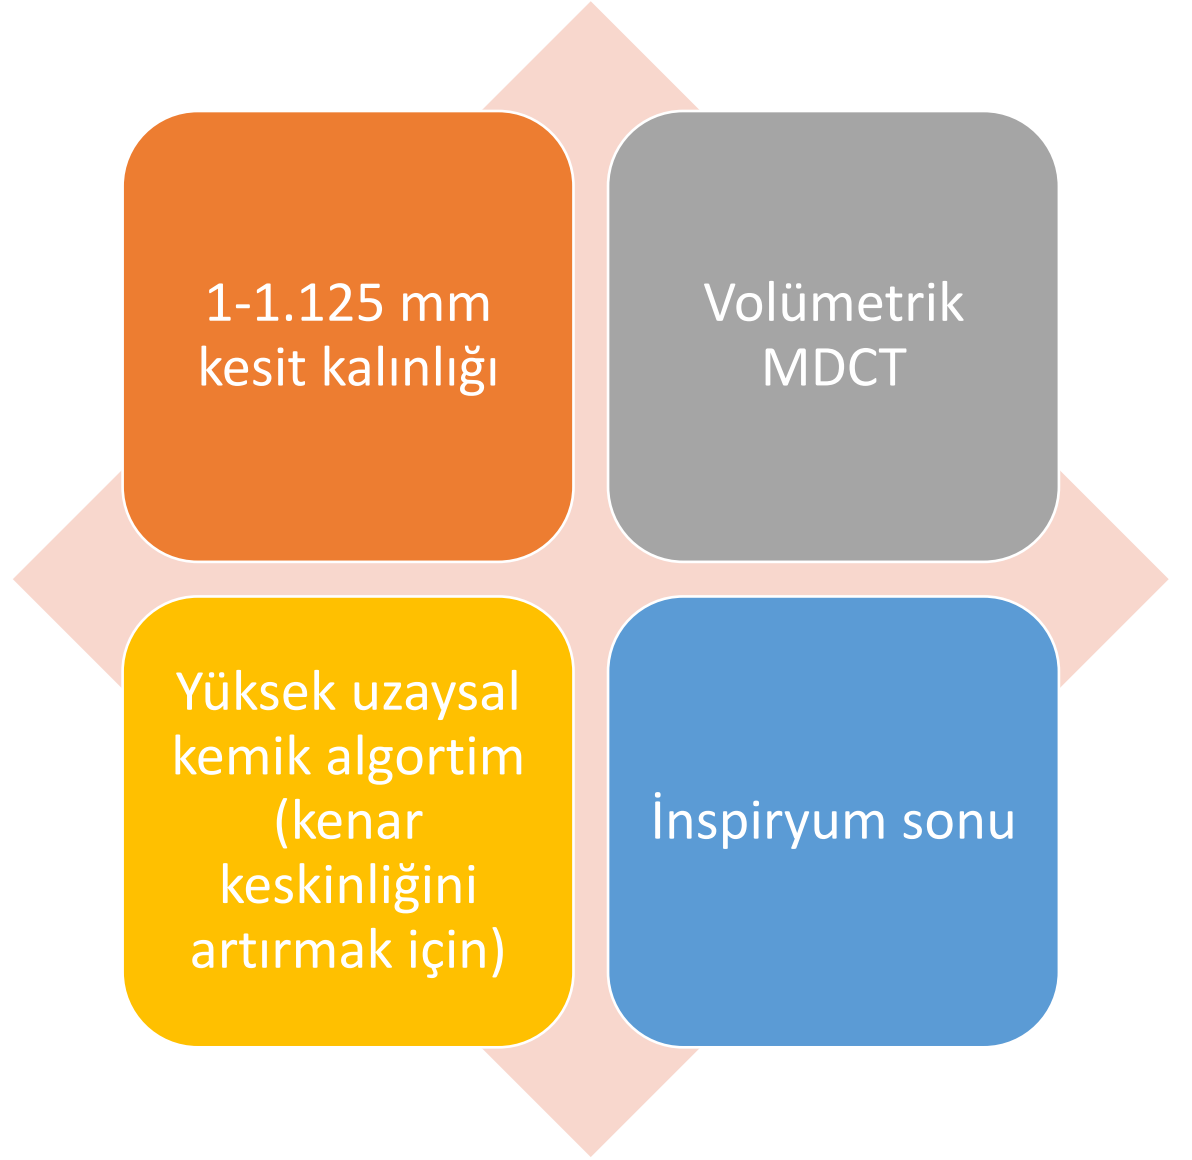 1-1.125 mm
kesit kalınlığı
Volümetrik
MDCT
Yüksek uzaysal
kemik algortim
(kenar
keskinliğini
artırmak için)
İnspiryum sonu